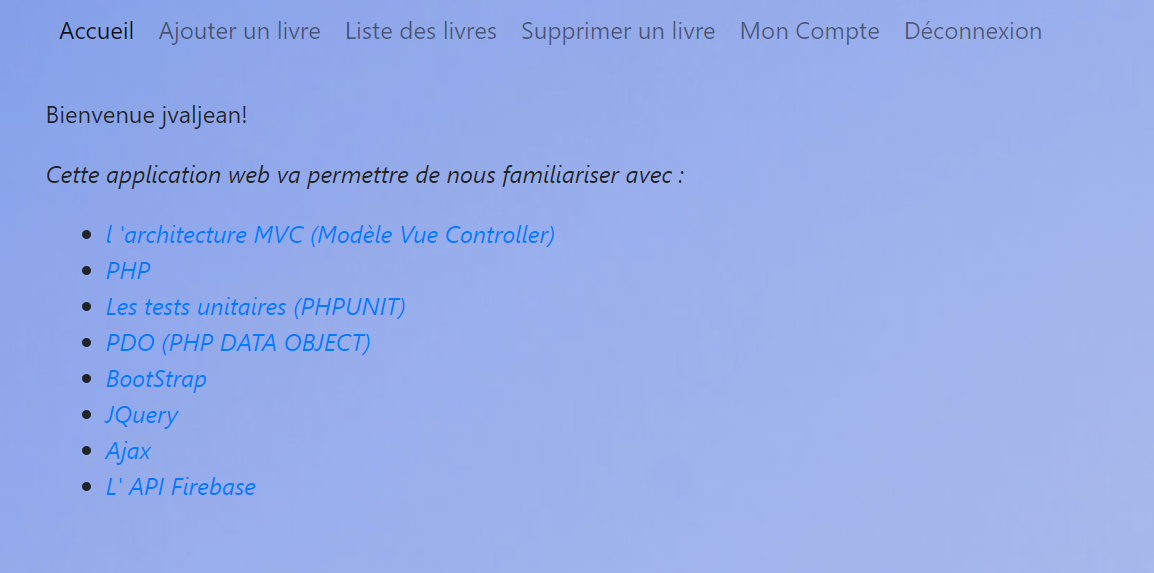 Accueil Ajouter un livre Liste des livres Supprimer un livre Mon Compte Déconnexion
Bienvenue jvaljean!
Cette application web va permettre de nous familiariser avec :
l 'architecture MVC (Modèle Vue Controller)
PHP
Les tests unitaires (PHPUNIT)
PDO (PHP DATA OBJECT)
BootStrap
JQuery
Ajax
L' API Firebase